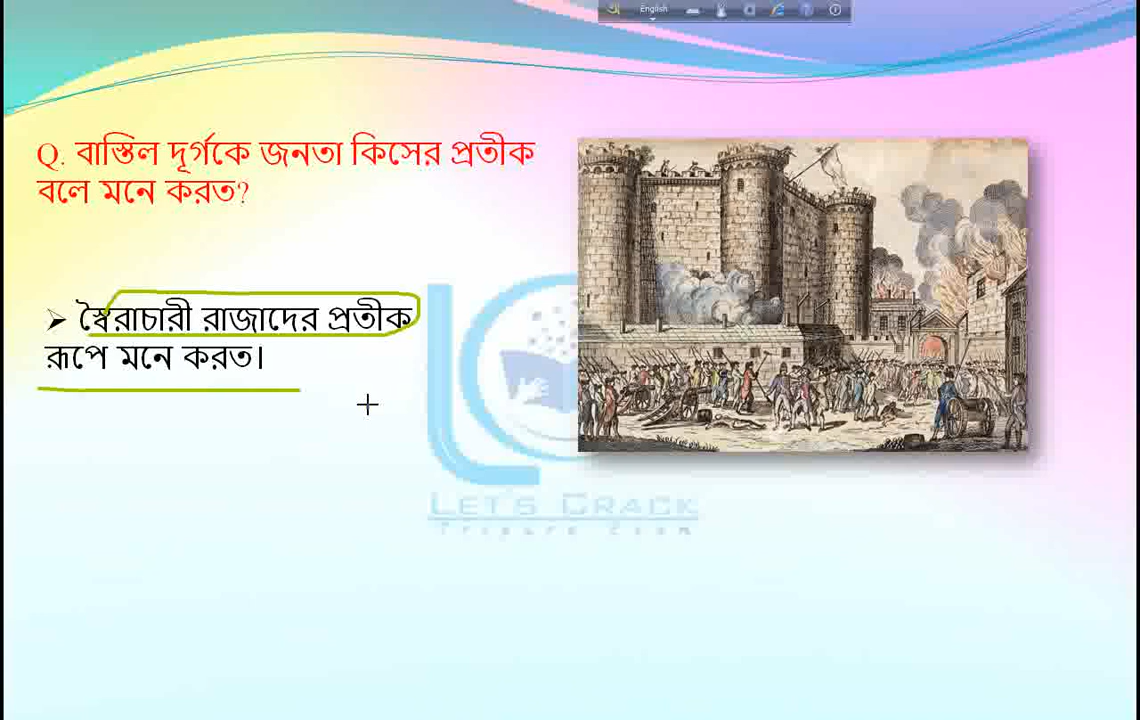 অ English
Q. বাস্তিল দূর্গকে জনতা কিসের প্রতীক
বলে মনে করত?
➢ স্বৈরাচারী রাজাদের প্রতীক
রূপে মনে করত।
LET'S CRACK